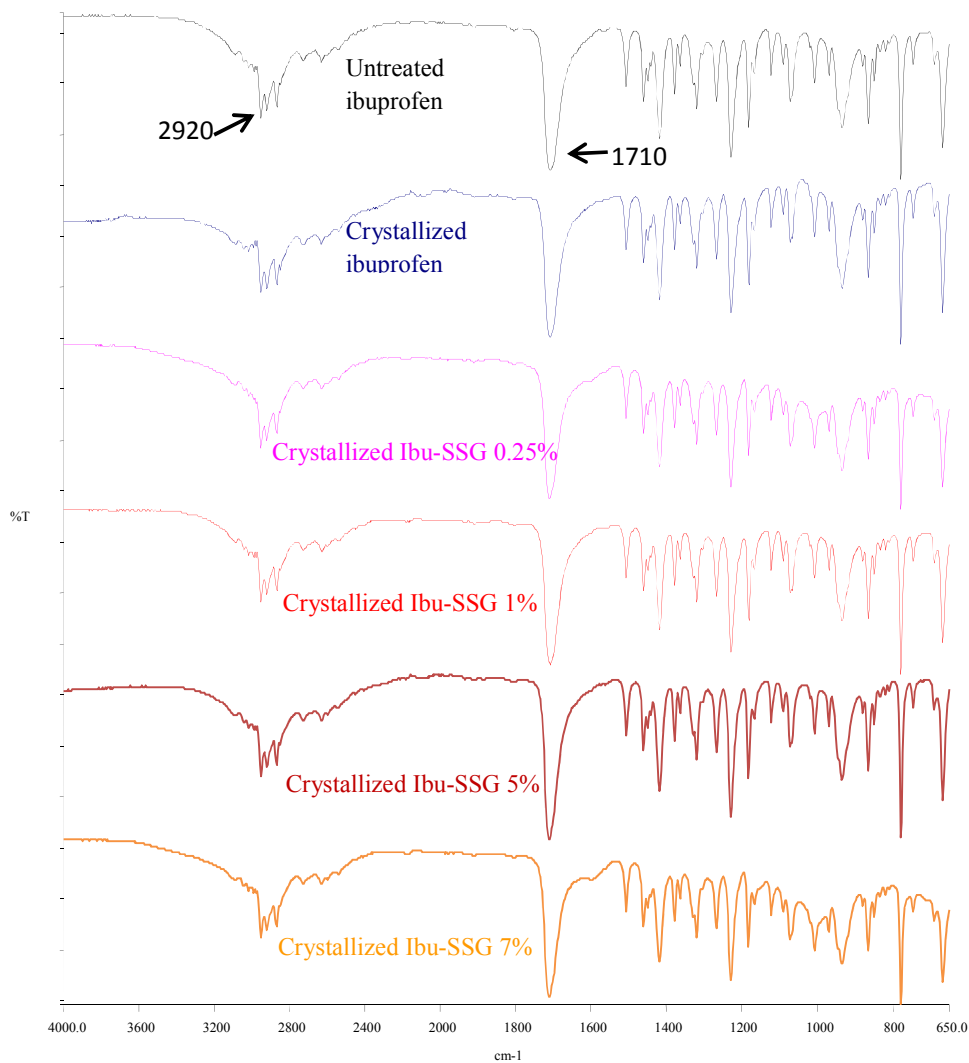 Untreated
ibuprofen
2920
1710
Crystallized
ibuprofen
Crystallized Ibu-SSG 0.25%
%T
Crystallized Ibu-SSG 1%
Crystallized Ibu-SSG 5%
Crystallized Ibu-SSG 7%
4000.0 3200 2800 2400 2000 1800 1600 1400 1200 1000 800 650.0
cm-1